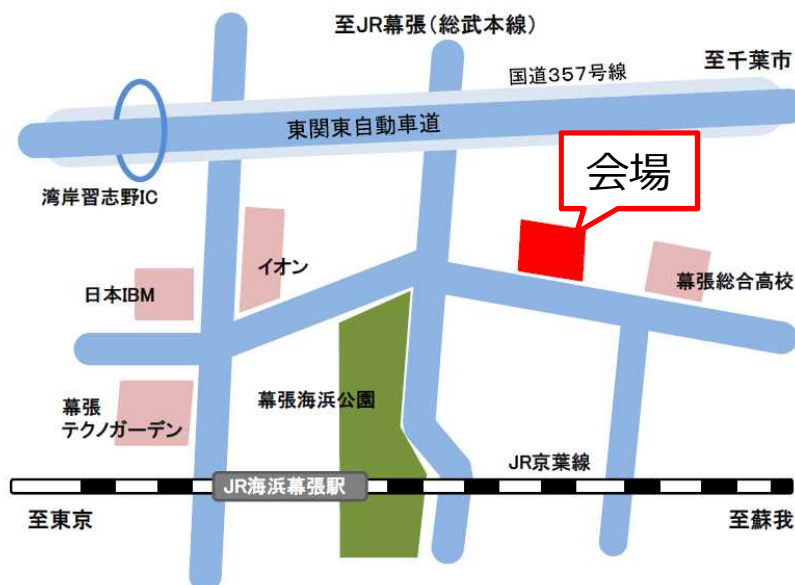 至JR幕張(総武本線)
至千葉市
国道357号線
東関東自動車道
会場
湾岸習志野IC
イオン
日本IBM
幕張総合高校
幕張海浜公園
幕張
テクノガーデン
JR京葉線
JR海浜幕張駅
至東京
至蘇我